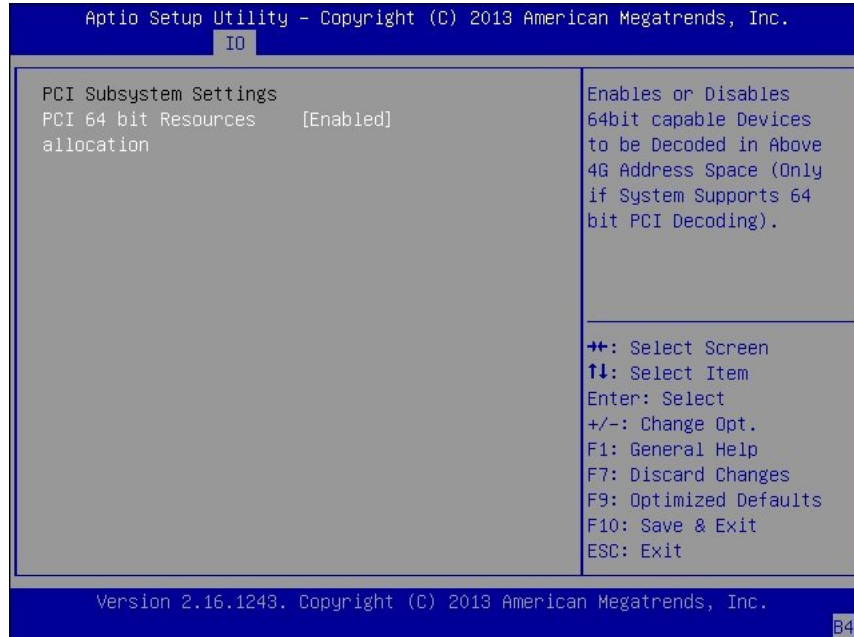 Aptio Setup Utility – Copyright (C) 2013 American Megatrends, Inc.
IO
PCI Subsystem Settings
PCI 64 bit Resources [Enabled]
allocation
Enables or Disables
64bit capable Devices
to be Decoded in Above
4G Address Space (Only
if System Supports 64
bit PCI Decoding).
→←: Select Screen
↑↓: Select Item
Enter: Select
+/-: Change Opt.
F1: General Help
F7: Discard Changes
F9: Optimized Defaults
F10: Save & Exit
ESC: Exit
Version 2.16.1243. Copyright (C) 2013 American Megatrends, Inc.
B4